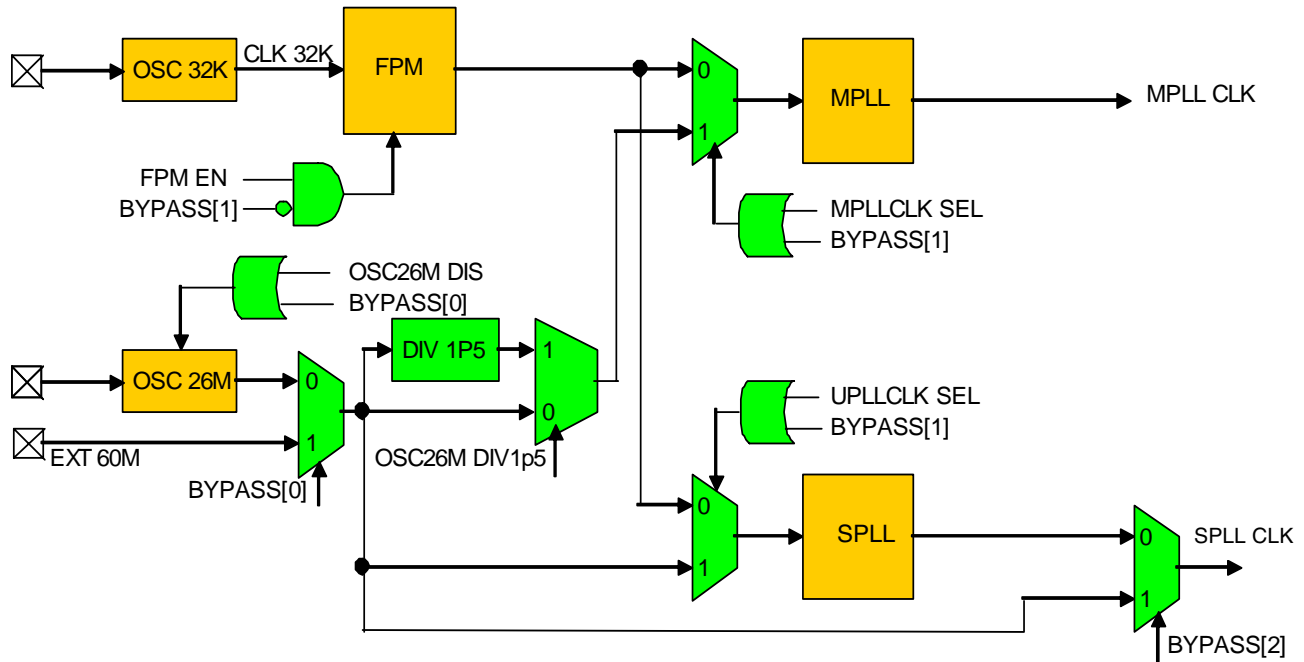 OSC 32K
CLK 32K
FPM
0
1
MPLL
MPLL CLK
FPM EN
BYPASS[1]
MPLLCLK SEL
BYPASS[1]
OSC26M DIS
BYPASS[0]
OSC 26M
0
1
EXT 60M
BYPASS[0]
DIV 1P5
1
0
OSC26M DIV1p5
UPLLCLK SEL
BYPASS[1]
0
1
SPLL
0
1
SPLL CLK
BYPASS[2]